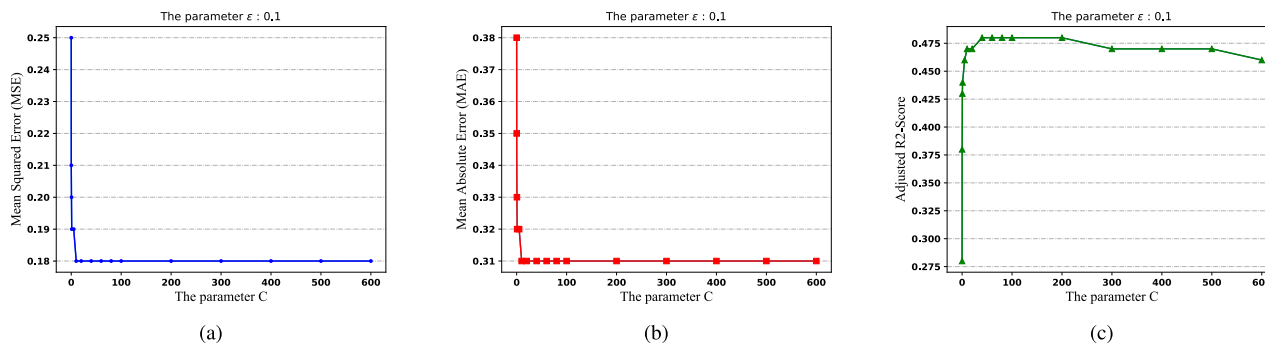 The parameter ε : 0.1
Mean Squared Error (MSE)
0.25
0.24
0.23
0.22
0.21
0.20
0.19
0.18
0 100 200 300 400 500 600
The parameter C
(a)
The parameter ε : 0.1
Mean Absolute Error (MAE)
0.38
0.37
0.36
0.35
0.34
0.33
0.32
0.31
0 100 200 300 400 500 600
The parameter C
(b)
The parameter ε : 0.1
Adjusted R2-Score
0.475
0.450
0.425
0.400
0.375
0.350
0.325
0.300
0.275
0 100 200 300 400 500 600
The parameter C
(c)